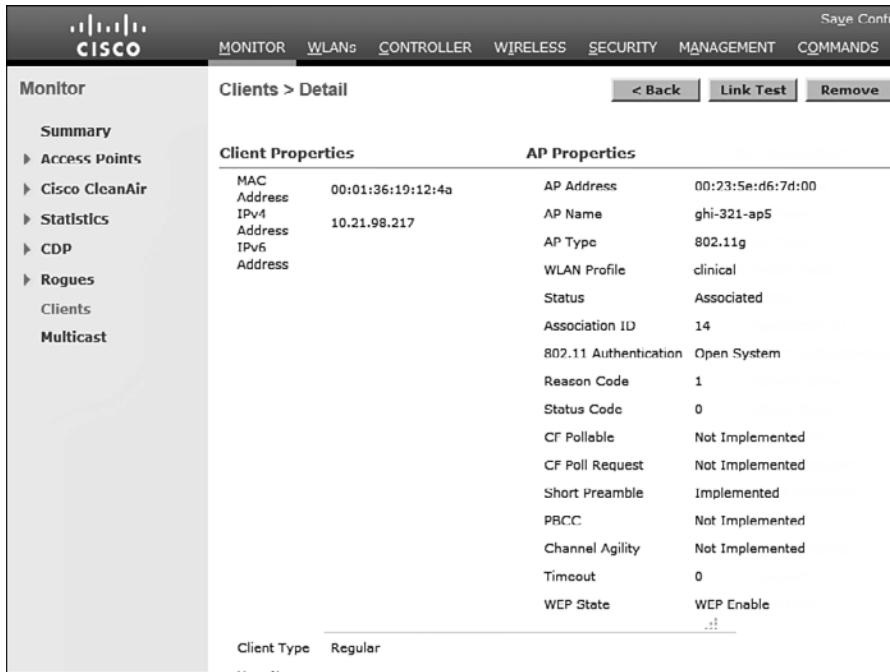 Save Conf
CISCO
MONITOR WLANs CONTROLLER WIRELESS SECURITY MANAGEMENT COMMANDS
Monitor
Summary
Access Points
Cisco CleanAir
Statistics
CDP
Rogues
Clients
Multicast
Clients > Detail
< Back
Link Test
Remove
Client Properties
MAC Address 00:01:36:19:12:4a
IPv4 Address 10.21.98.217
IPv6 Address
AP Properties
AP Address 00:23:5e:d6:7d:00
AP Name ghi-321-ap5
AP Type 802.11g
WLAN Profile clinical
Status Associated
Association ID 14
802.11 Authentication Open System
Reason Code 1
Status Code 0
CF Pollable Not Implemented
CF Poll Request Not Implemented
Short Preamble Implemented
PBCC Not Implemented
Channel Agility Not Implemented
Timeout 0
WEP State WEP Enable
Client Type Regular